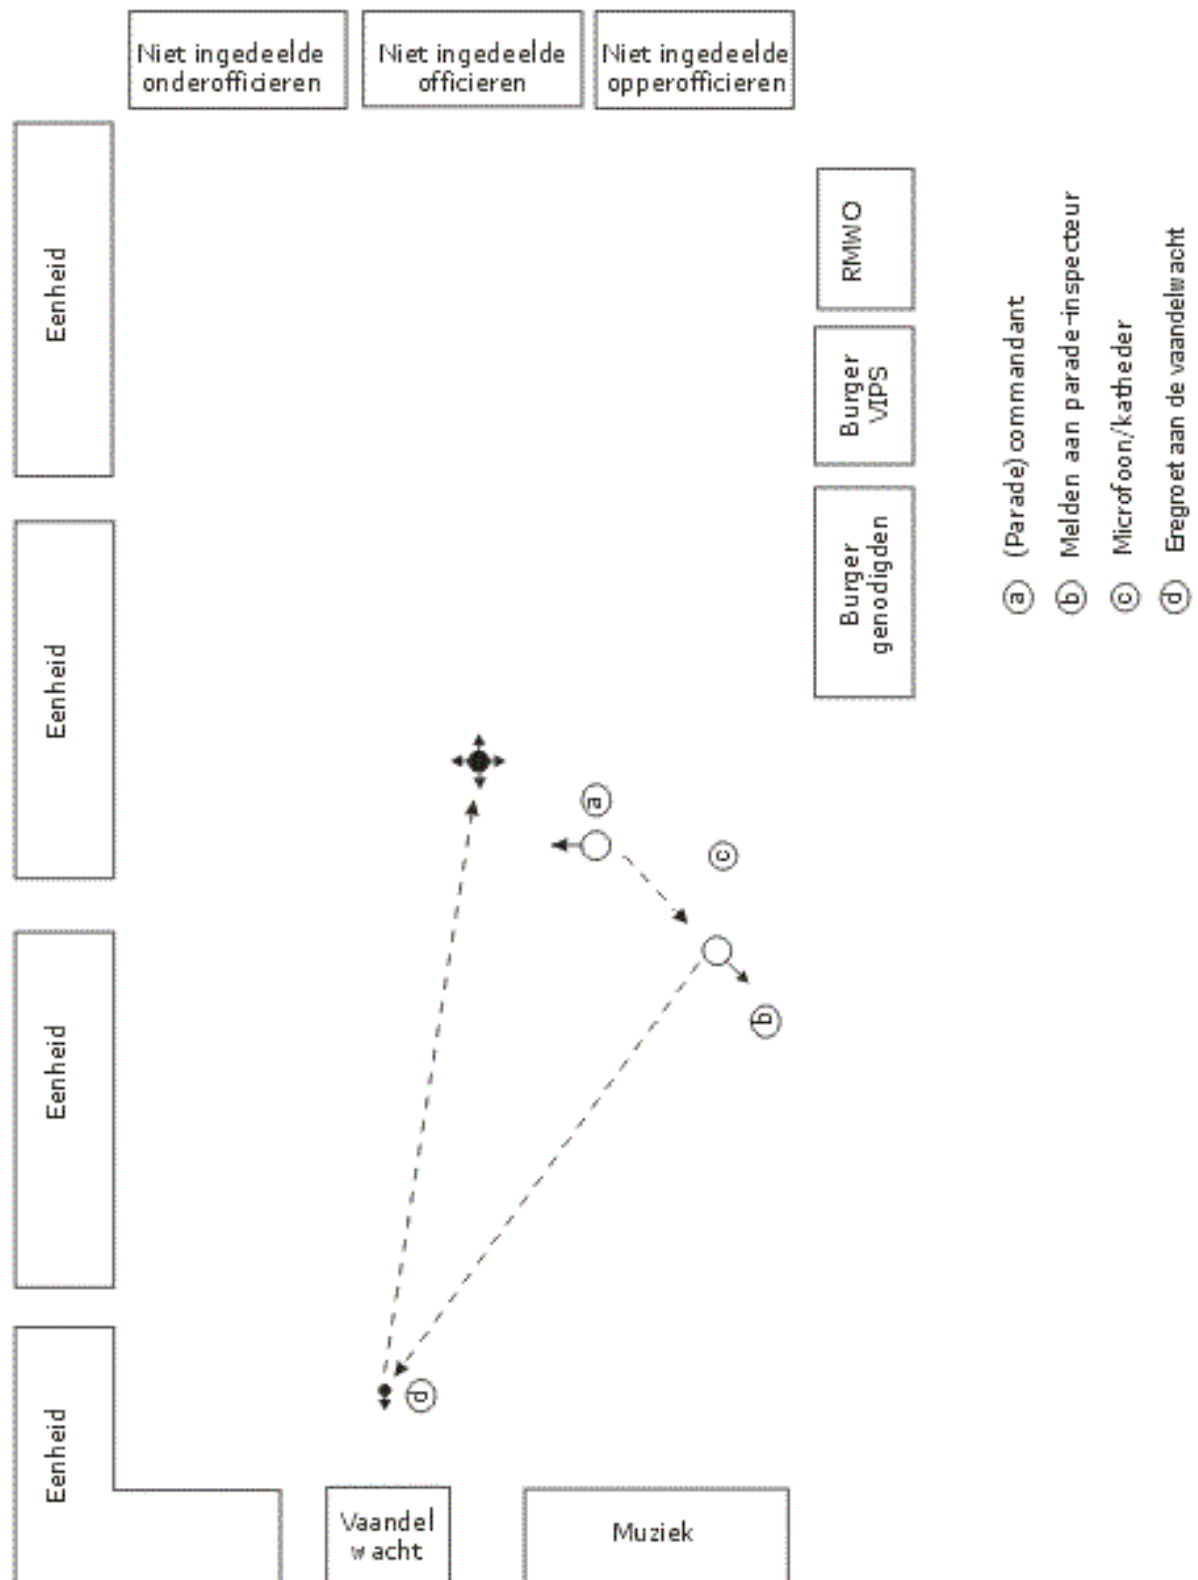 Niet ingedeelde
onderofficieren
Niet ingedeelde
officieren
Niet ingedeelde
opperofficieren
Eenheid
Eenheid
Eenheid
Eenheid
RMWO
Burger
VIPS
Burger
genodigden
a
c
b
d
Vaandel
wacht
Muziek
a (Parade) commandant
b Melden aan parade-inspecteur
c Microfoon/katheder
d Eregroet aan de vaandelwacht